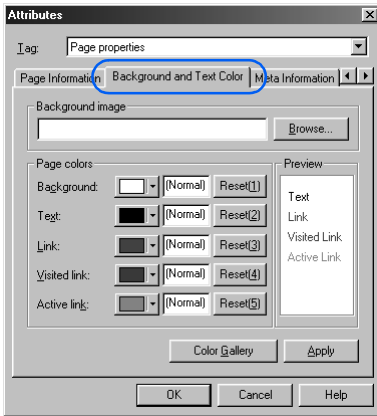 Attributes
Tag: Page properties
Page Information Background and Text Color Meta Information
Background image
Browse...
Page colors
Background: (Normal) Reset(1)
Text: (Normal) Reset(2)
Link: (Normal) Reset(3)
Visited link: (Normal) Reset(4)
Active link: (Normal) Reset(5)
Preview
Text
Link
Visited Link
Active Link
Color Gallery Apply
OK Cancel Help